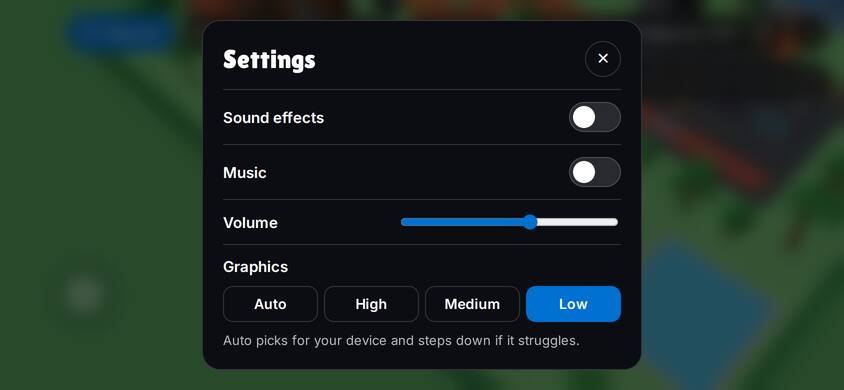 Settings
Sound effects
Music
Volume
Graphics
Auto High Medium Low
Auto picks for your device and steps down if it struggles.